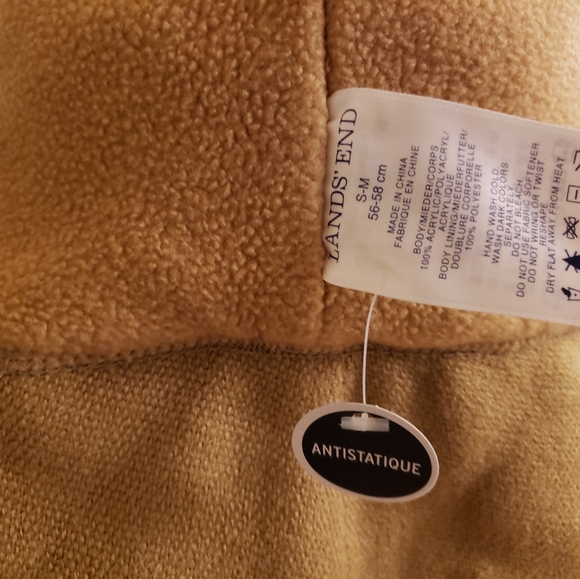 LANDS' END
S-M
56-58 cm
MADE IN CHINA
FABRIQUE EN CHINE
BODY/MIEDER/CORPS
100% ACRYLIC/POLYACRYL/
ACRYLIQUE
BODY LINING/MIEDERFUTTER/
DOUBLURE CORPORELLE
100% POLYESTER
HAND WASH COLD
WASH DARK COLORS
SEPARATELY
DO NOT BLEACH
DO NOT USE FABRIC SOFTENER
DO NOT WRING OR TWIST
RESHAPE
DRY FLAT AWAY FROM HEAT
ANTISTATIQUE